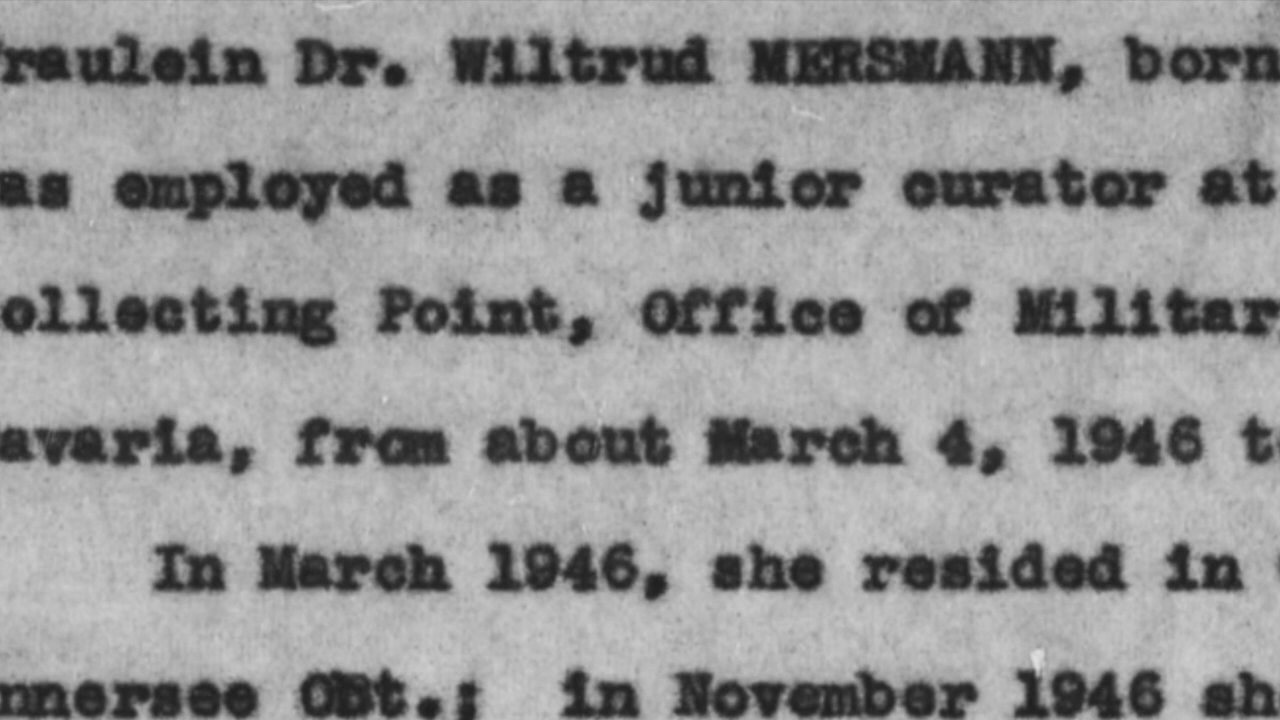 raulein Dr. Wiltrud MERSMANN, born
as employed as a junior curator at
ollecting Point, Office of Militar
avaria, from about March 4, 1946 t
In March 1946, she resided in
nnersee OBt.; in November 1946 sh